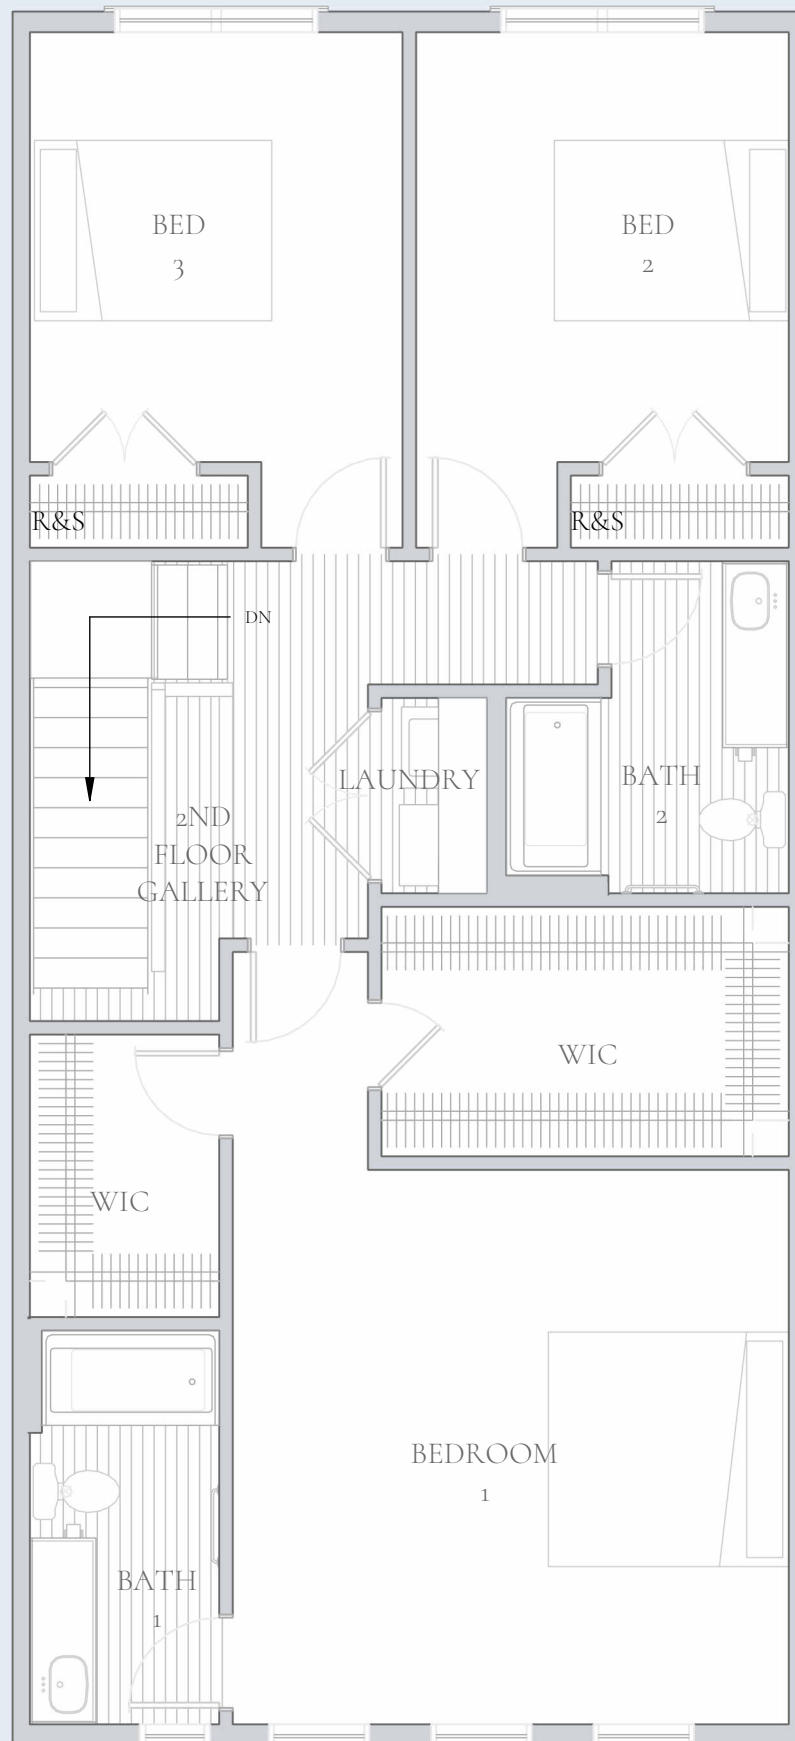 BED
3
BED
2
R&S
R&S
DN
LAUNDRY
BATH
2
2ND
FLOOR
GALLERY
WIC
WIC
BEDROOM
1
BATH
1